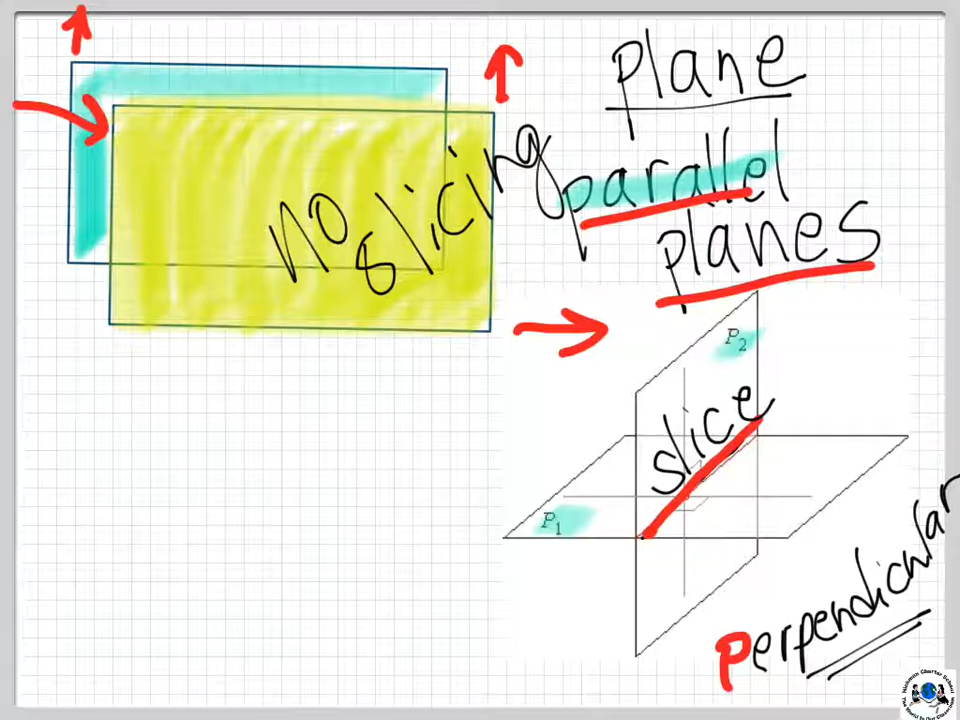 plane
parallel
planes
no slicing
P2
slice
P1
Perpendicular